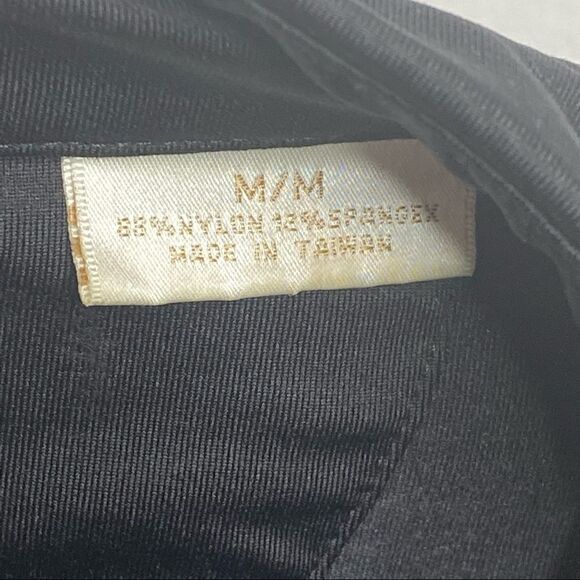 M/M
88% NYLON 12% SPANDEX
MADE IN TAIWAN